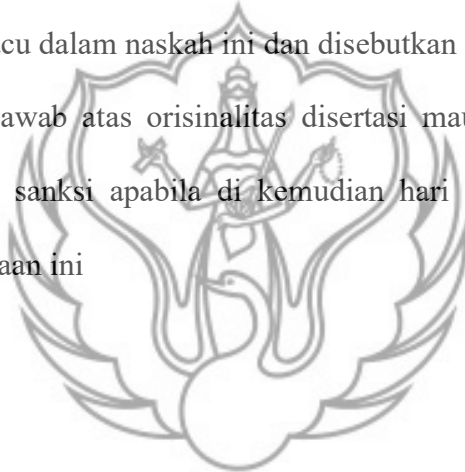 cu dalam naskah ini dan disebutkan
awab atas orisinalitas disertasi mau
sanksi apabila di kemudian hari
aan ini